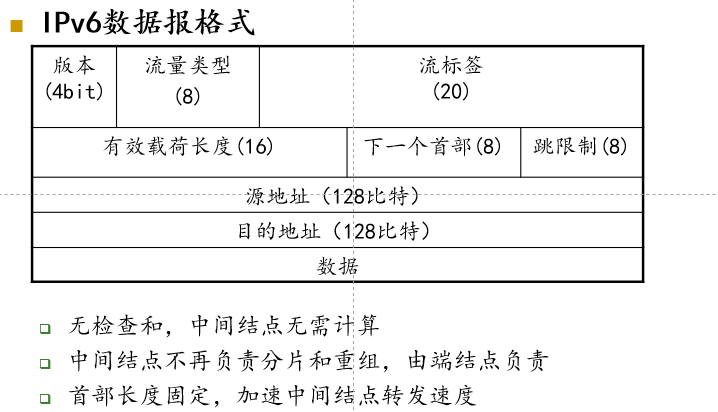 IPv6数据报格式
版本 流量类型 流标签
(4bit) (8) (20)
有效载荷长度(16) 下一个首部(8) 跳限制(8)
源地址（128比特）
目的地址（128比特）
数据
无检查和，中间结点无需计算
中间结点不再负责分片和重组，由端结点负责
首部长度固定，加速中间结点转发速度